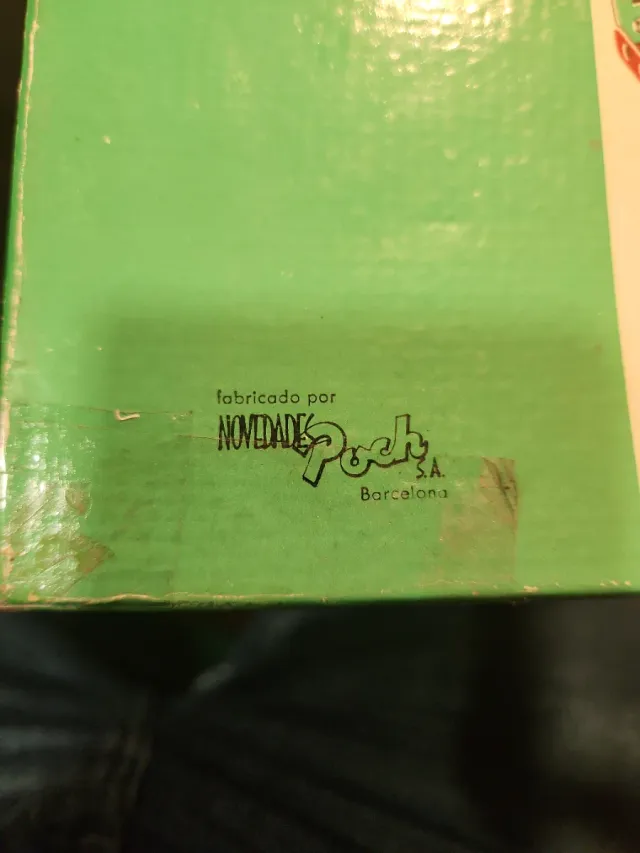 fabricado por
NOVEDADES Poch S.A.
Barcelona